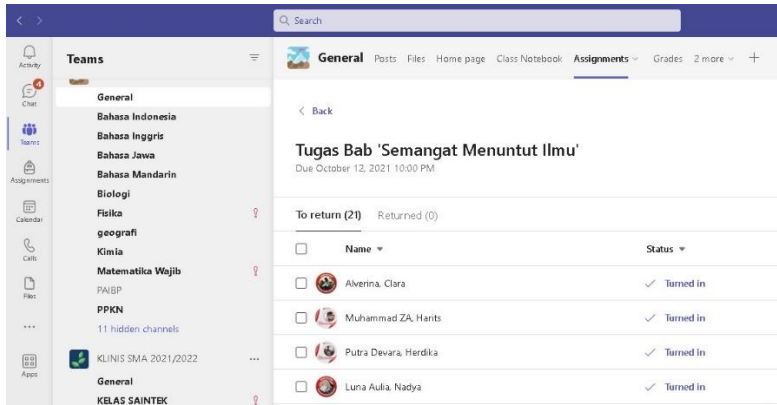 Search
Activity
4
Chat
Teams
Assignments
Calendar
Calls
Files
Apps
Teams
General
Bahasa Indonesia
Bahasa Inggris
Bahasa Jawa
Bahasa Mandarin
Biologi
Fisika
geografi
Kimia
Matematika Wajib
PAIBP
PPKN
11 hidden channels
KLINIS SMA 2021/2022
General
KELAS SAINTEK
General Posts Files Home page Class Notebook Assignments Grades 2 more
Back
Tugas Bab 'Semangat Menuntut Ilmu'
Due October 12, 2021 10:00 PM
To return (21) Returned (0)
Name Status
Alverina, Clara Turned in
Muhammad ZA, Harits Turned in
Putra Devara, Herdika Turned in
Luna Aulia, Nadya Turned in